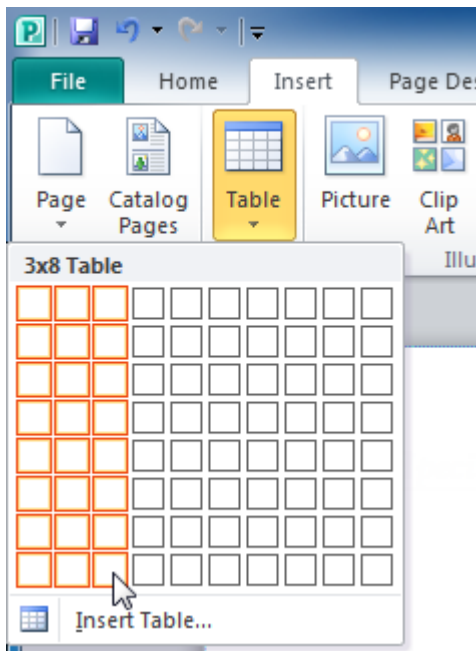 P
File Home Insert Page Des
Page Catalog Pages Table Picture Clip Art
Illu
3x8 Table
Insert Table...